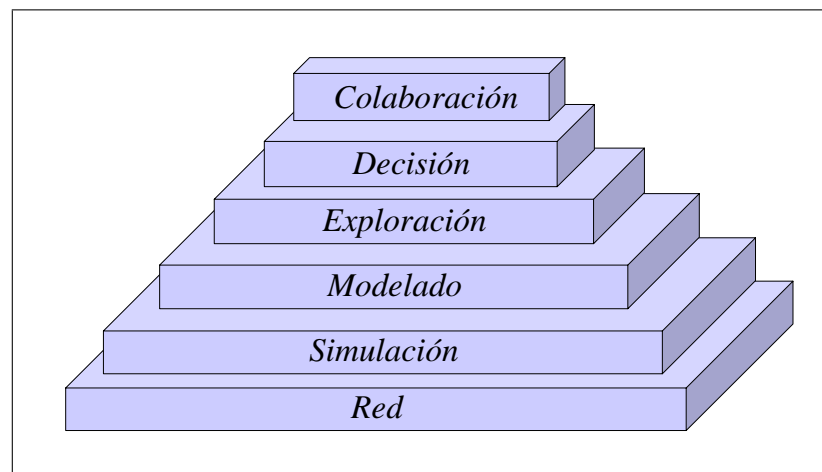 Colaboración
Decisión
Exploración
Modelado
Simulación
Red